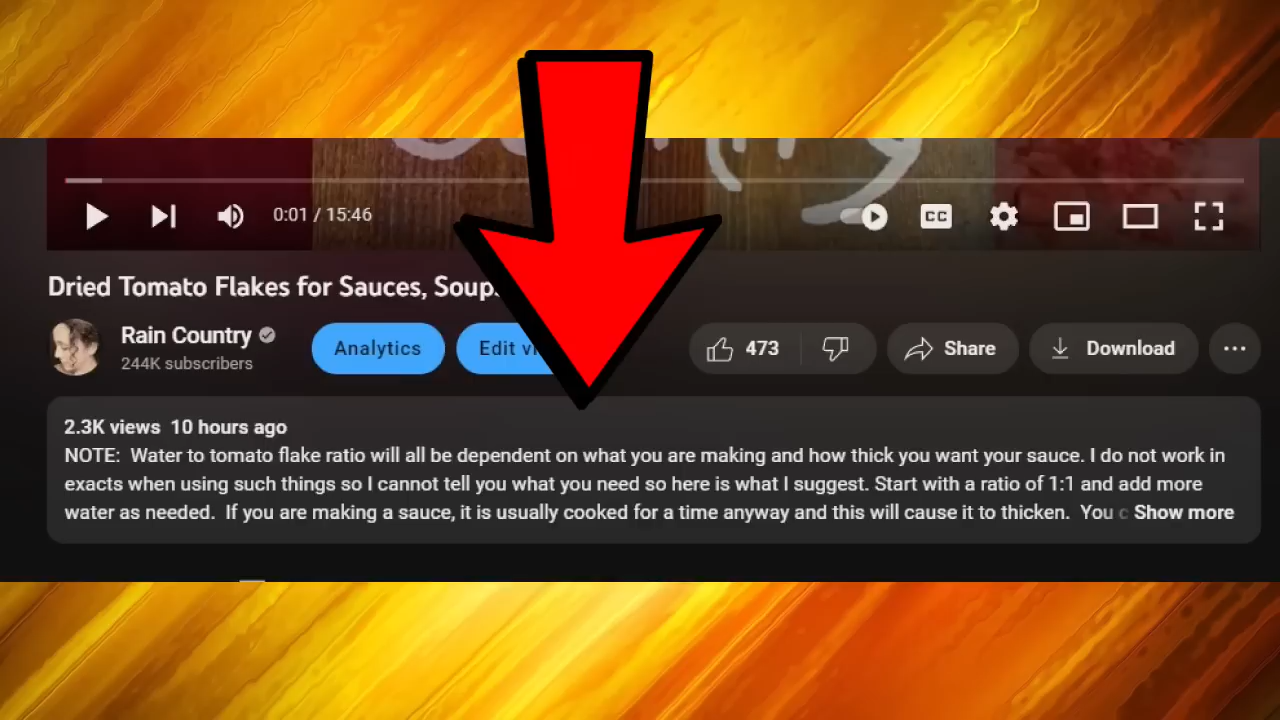 0:01 / 15:46
CC
Dried Tomato Flakes for Sauces, Soups
Rain Country
244K subscribers
Analytics
Edit
473
Share
Download
2.3K views 10 hours ago
NOTE: Water to tomato flake ratio will all be dependent on what you are making and how thick you want your sauce. I do not work in
exacts when using such things so I cannot tell you what you need so here is what I suggest. Start with a ratio of 1:1 and add more
water as needed. If you are making a sauce, it is usually cooked for a time anyway and this will cause it to thicken. You
Show more